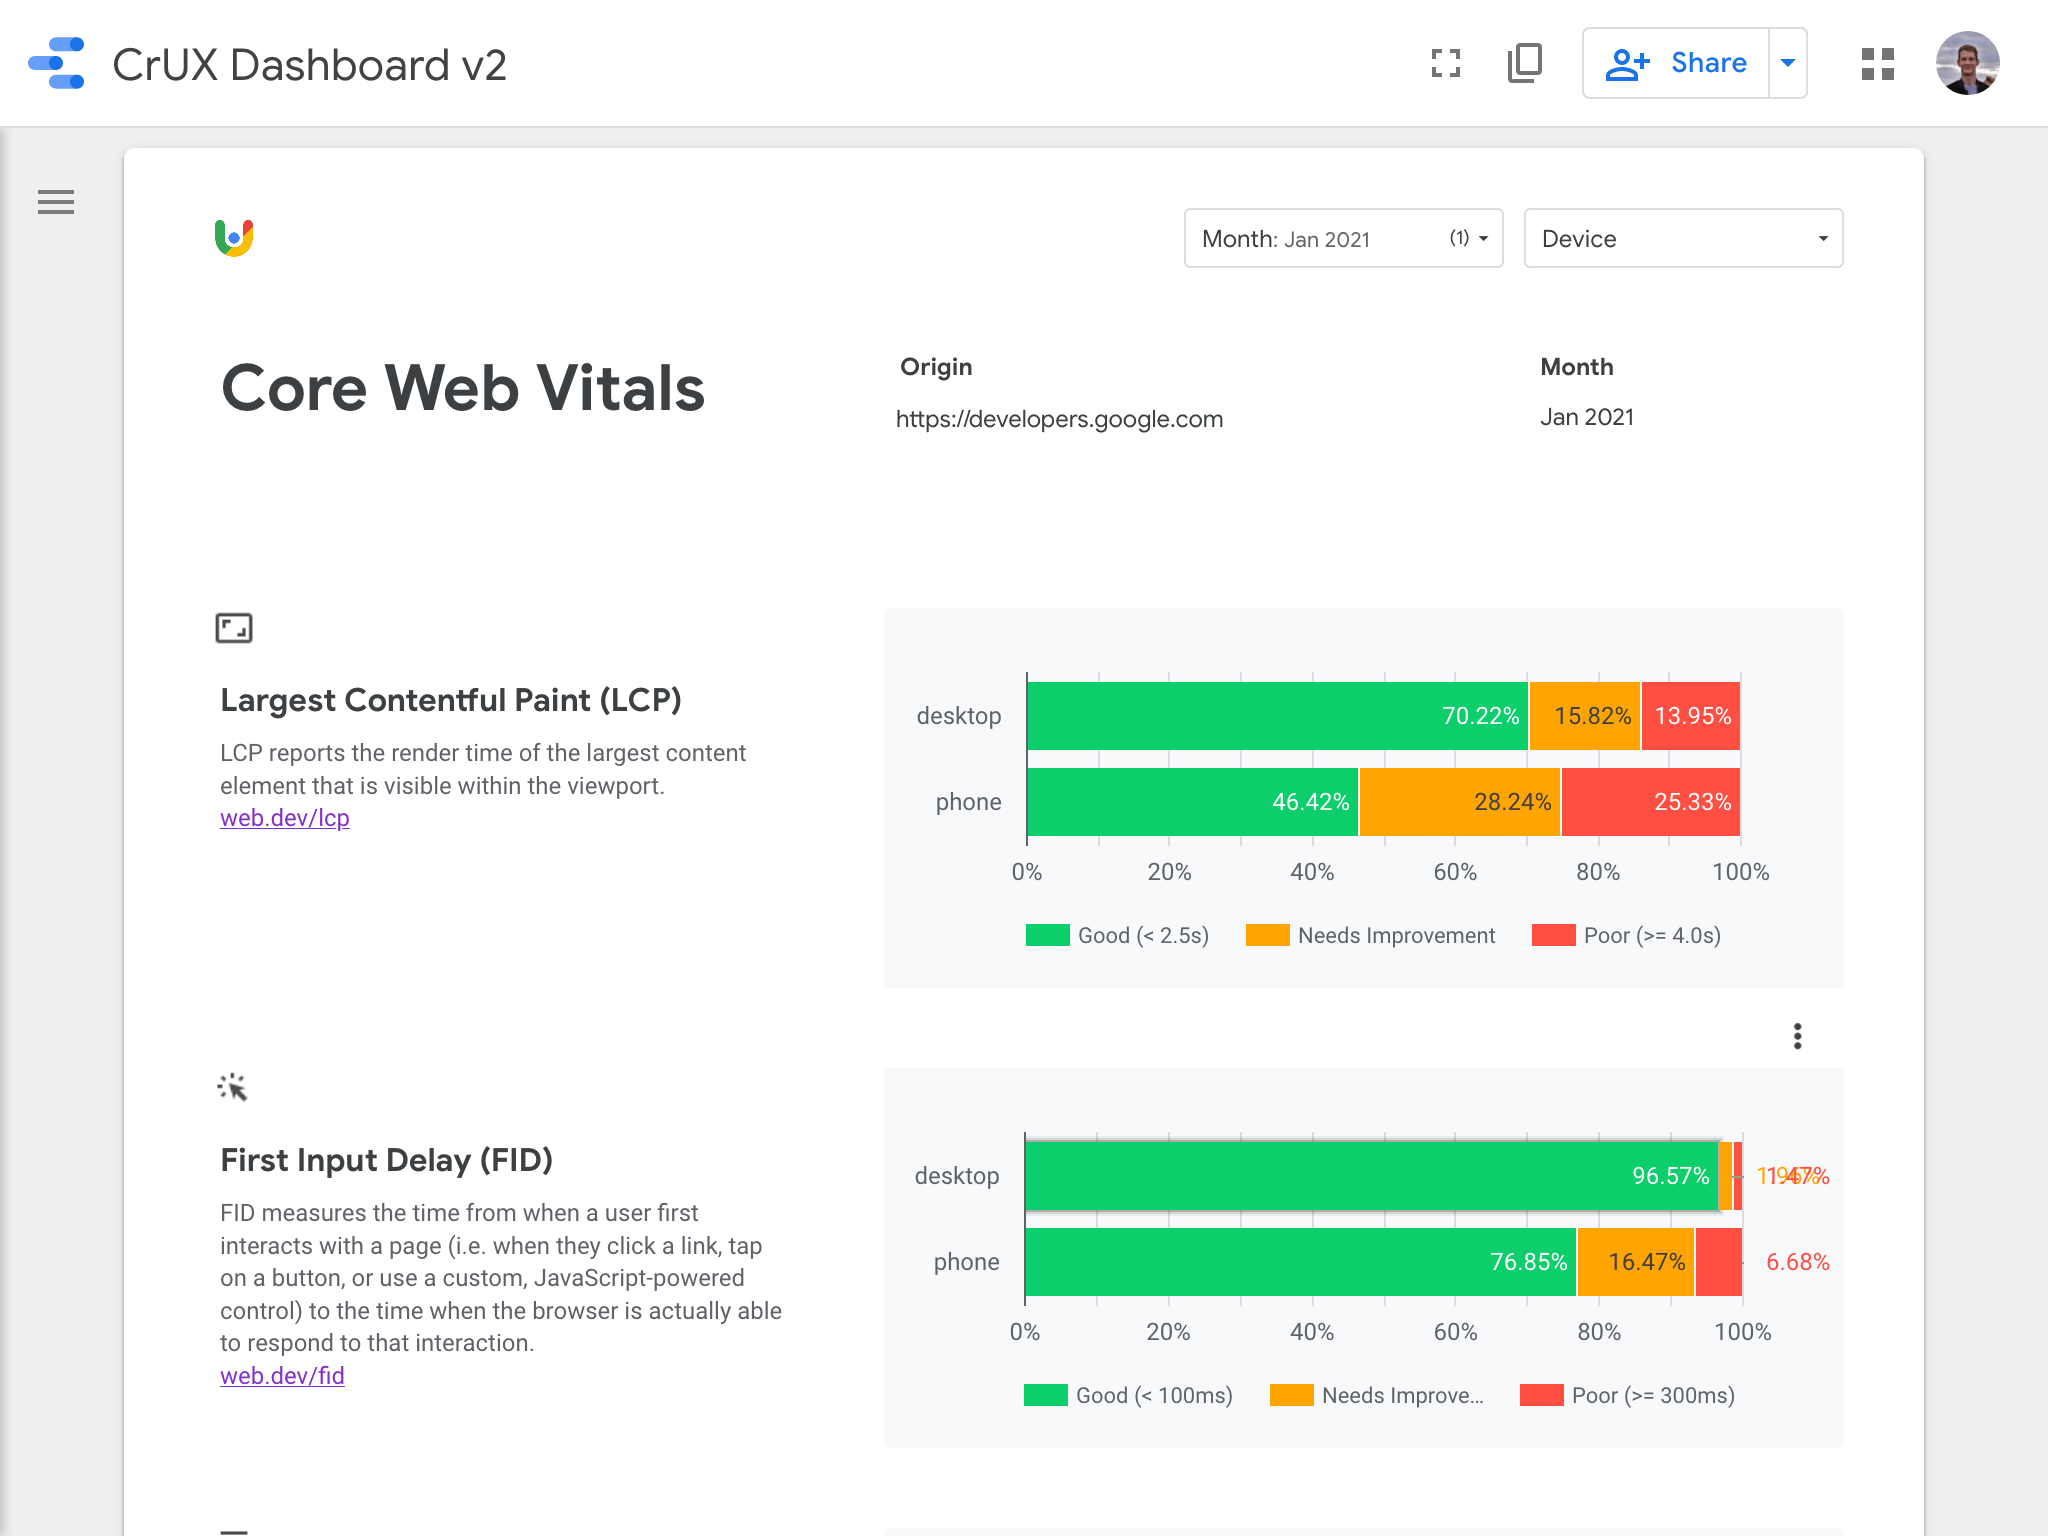 CrUX Dashboard v2
Share
Month: Jan 2021 (1)
Device
Core Web Vitals
Origin
https://developers.google.com
Month
Jan 2021
Largest Contentful Paint (LCP)
LCP reports the render time of the largest content
element that is visible within the viewport.
web.dev/lcp
desktop 70.22% 15.82% 13.95%
phone 46.42% 28.24% 25.33%
0% 20% 40% 60% 80% 100%
Good (< 2.5s) Needs Improvement Poor (>= 4.0s)
First Input Delay (FID)
FID measures the time from when a user first
interacts with a page (i.e. when they click a link, tap
on a button, or use a custom, JavaScript-powered
control) to the time when the browser is actually able
to respond to that interaction.
web.dev/fid
desktop 96.57% 1.96% 1.47%
phone 76.85% 16.47% 6.68%
0% 20% 40% 60% 80% 100%
Good (< 100ms) Needs Improve... Poor (>= 300ms)